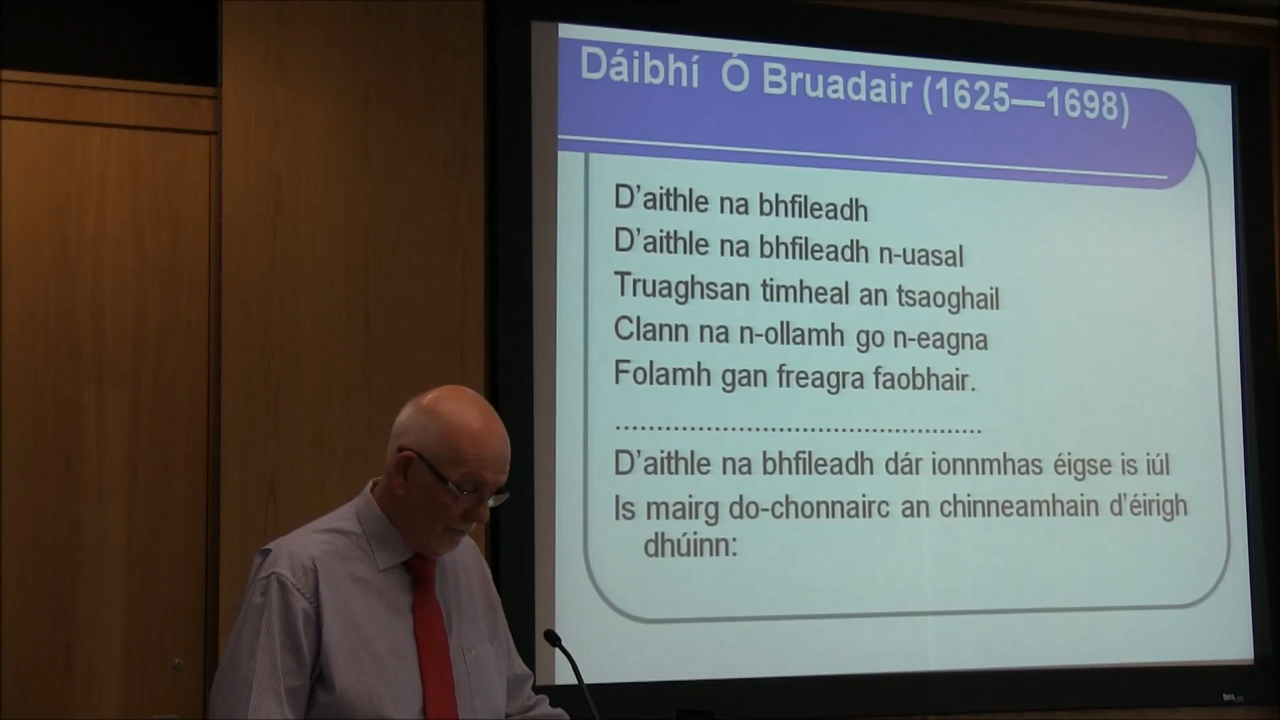 Dáibhí Ó Bruadair (1625—1698)
D'aithle na bhfileadh
D'aithle na bhfileadh n-uasal
Truaghsan timheal an tsaoghail
Clann na n-ollamh go n-eagna
Folamh gan freagra faobhair.
................................................
D'aithle na bhfileadh dár ionnmhas éigse is iúl
Is mairg do-chonnairc an chinneamhain d'éirigh
dhúinn: